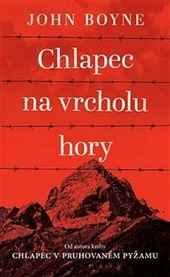 JOHN BOYNE
Chlapec
na vrcholu
hory
Od autora knihy
CHLAPEC V PRUHOVANÉM PYŽAMU